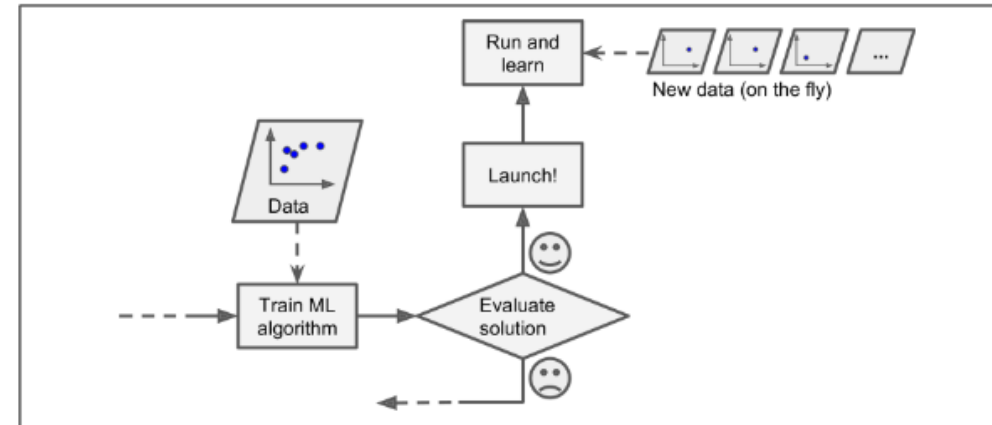 Run and
learn
...
New data (on the fly)
Launch!
Data
Train ML
algorithm
Evaluate
solution